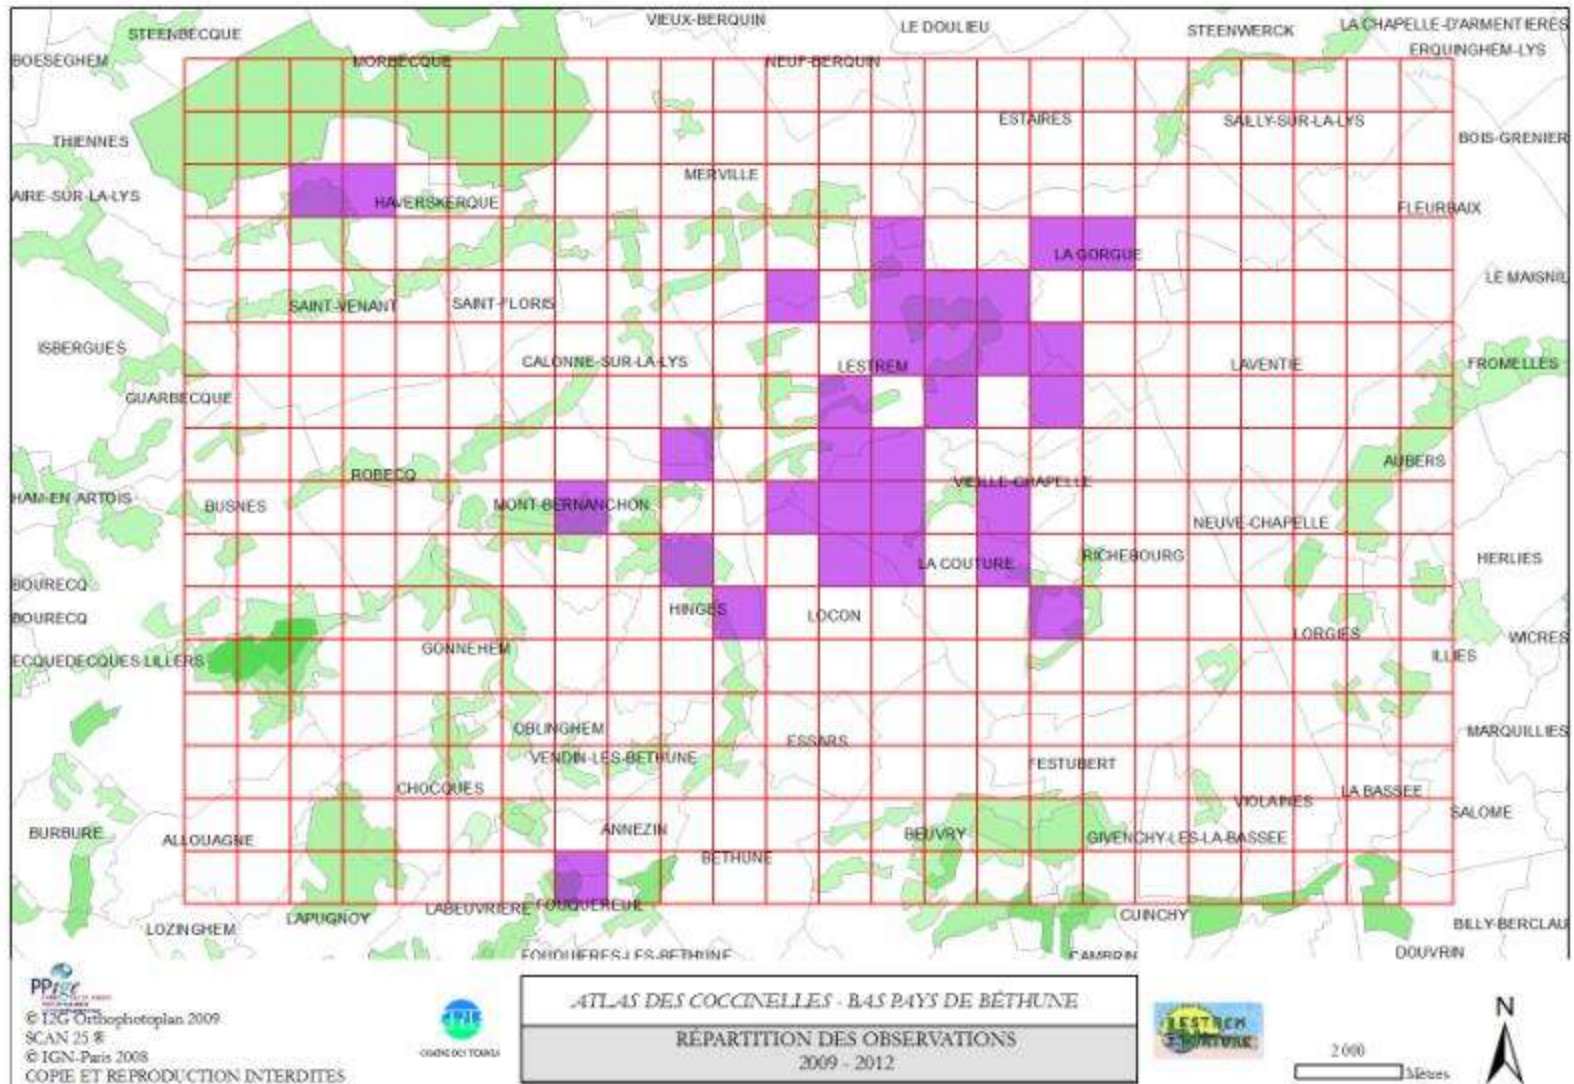 VIEUX-BERQUIN
LE DOULIEU
LA CHAPELLE-D'ARMENTIERES
STEENBECQUE
STEENWERCK
ERQUINGHEM-LYS
BOESEGHEM
MORBECQUE
NEUF-BERQUIN
ESTAIRES
SAILLY-SUR-LA-LYS
THIENNES
BOIS-GRENIER
MERVILLE
AIRE-SUR-LA-LYS
HAVERSKERQUE
FLEURBAIX
LA GORGUE
LE MAISNIL
SAINT-VENANT
SAINT-FLORIS
ISBERGUES
CALONNE-SUR-LA-LYS
LESTREM
LAVENTIE
FROMELLES
GUARBECQUE
AUBERS
ROBECQ
VIEILLE-CHAPELLE
HAM-EN ARTOIS
BUSNES
MONT-BERNANCHON
NEUVE-CHAPELLE
LA COUTURE
RICHEBOURG
HERLIES
BOURECQ
BOURECQ
HINGES
LOCON
LORGIES
WICRES
ECQUEDECQUES LILLERS
GONNEHEM
ILLIES
OBLINGHEM
ESSARS
MARQUILLIES
VENDIN-LES-BETHUNE
FESTUBERT
CHOCQUES
VIOLAINES
LA BASSEE
BURBURE
ALLOUAGNE
ANNEZIN
BEUVRY
GIVENCHY-LES-LA-BASSEE
SALOME
BETHUNE
LOZINGHEM
LAPUGNOY
LABEUVRIERE
FOUQUEREUIL
CUINCHY
BILLY-BERCLAU
FOUQUIERES-LES-BETHUNE
CAMBRIN
DOUVRIN
PPige
© I2G Orthophotoplan 2009
SCAN 25 ®
© IGN-Paris 2008
COPIE ET REPRODUCTION INTERDITES
ATLAS DES COCCINELLES - BAS PAYS DE BÉTHUNE
RÉPARTITION DES OBSERVATIONS
2009 - 2012
LESTREM
NATURE
2 000
Mètres
N